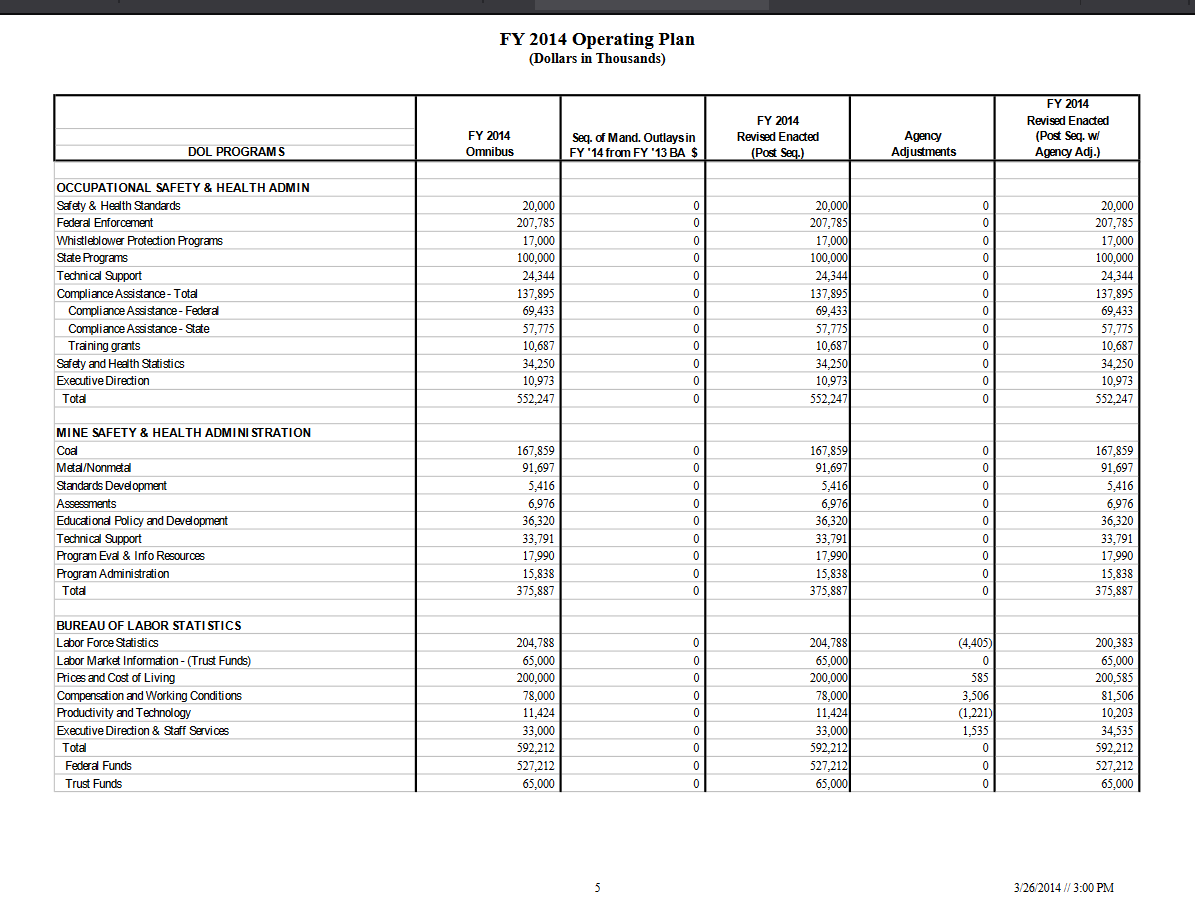 FY 2014 Operating Plan
(Dollars in Thousands)
DOL PROGRAMS FY 2014 Omnibus Seq. of Mand. Outlays in FY '14 from FY '13 BA $ FY 2014 Revised Enacted (Post Seq.) Agency Adjustments FY 2014 Revised Enacted (Post Seq. w/ Agency Adj.)
OCCUPATIONAL SAFETY & HEALTH ADMIN
Safety & Health Standards 20,000 0 20,000 0 20,000
Federal Enforcement 207,785 0 207,785 0 207,785
Whistleblower Protection Programs 17,000 0 17,000 0 17,000
State Programs 100,000 0 100,000 0 100,000
Technical Support 24,344 0 24,344 0 24,344
Compliance Assistance - Total 137,895 0 137,895 0 137,895
Compliance Assistance - Federal 69,433 0 69,433 0 69,433
Compliance Assistance - State 57,775 0 57,775 0 57,775
Training grants 10,687 0 10,687 0 10,687
Safety and Health Statistics 34,250 0 34,250 0 34,250
Executive Direction 10,973 0 10,973 0 10,973
Total 552,247 0 552,247 0 552,247
MINE SAFETY & HEALTH ADMINISTRATION
Coal 167,859 0 167,859 0 167,859
Metal/Nonmetal 91,697 0 91,697 0 91,697
Standards Development 5,416 0 5,416 0 5,416
Assessments 6,976 0 6,976 0 6,976
Educational Policy and Development 36,320 0 36,320 0 36,320
Technical Support 33,791 0 33,791 0 33,791
Program Eval & Info Resources 17,990 0 17,990 0 17,990
Program Administration 15,838 0 15,838 0 15,838
Total 375,887 0 375,887 0 375,887
BUREAU OF LABOR STATISTICS
Labor Force Statistics 204,788 0 204,788 (4,405) 200,383
Labor Market Information - (Trust Funds) 65,000 0 65,000 0 65,000
Prices and Cost of Living 200,000 0 200,000 585 200,585
Compensation and Working Conditions 78,000 0 78,000 3,506 81,506
Productivity and Technology 11,424 0 11,424 (1,221) 10,203
Executive Direction & Staff Services 33,000 0 33,000 1,535 34,535
Total 592,212 0 592,212 0 592,212
Federal Funds 527,212 0 527,212 0 527,212
Trust Funds 65,000 0 65,000 0 65,000
5 3/26/2014 // 3:00 PM